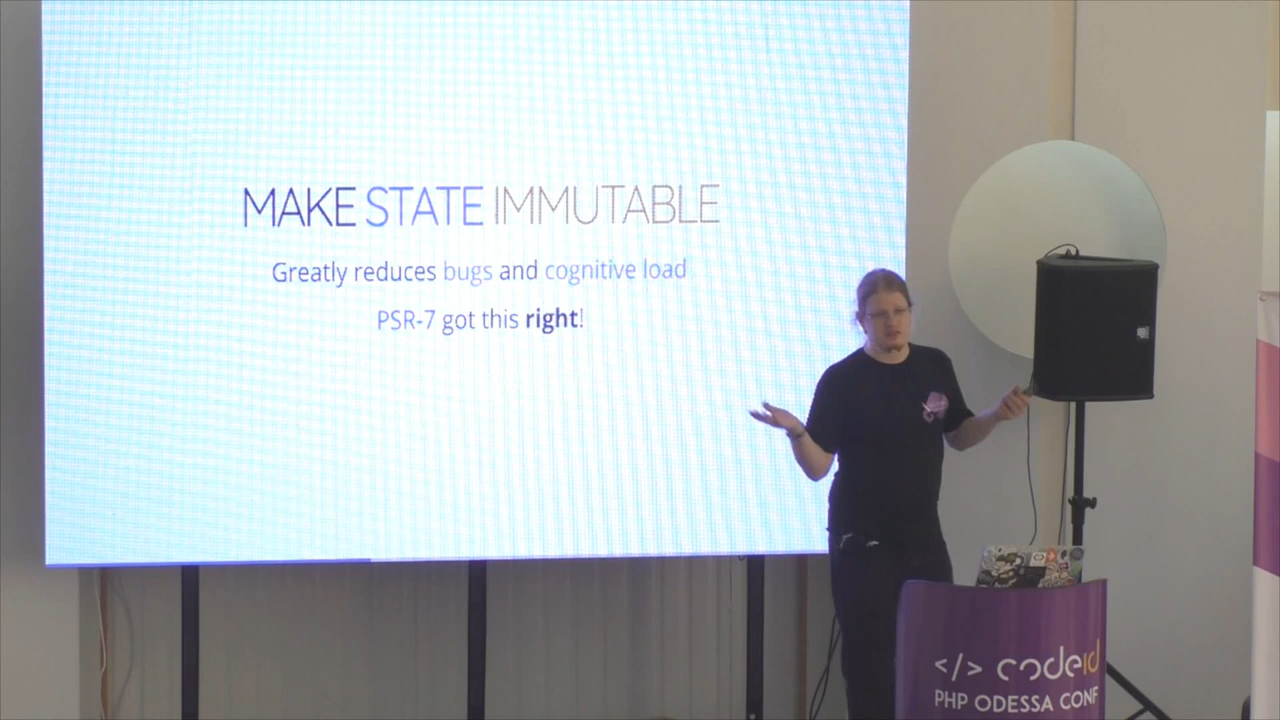 MAKE STATE IMMUTABLE
Greatly reduces bugs and cognitive load
PSR-7 got this right!
</> codeid
PHP ODESSA CONF